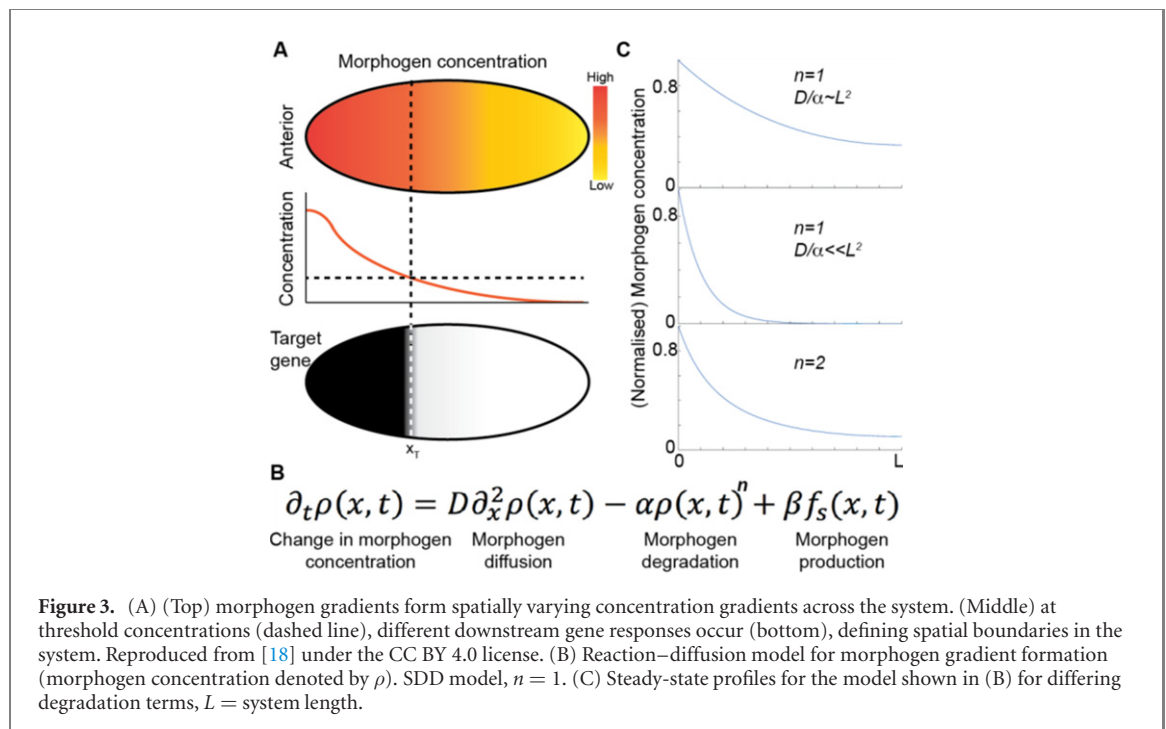 A
Morphogen concentration
Anterior
High
Low
Concentration
Target
gene
x_T
C
(Normalised) Morphogen concentration
n=1
D/α~L²
0.8
0
n=1
D/α<<L²
0.8
0
n=2
0.8
0
0
L
B
∂ₜρ(x, t) = D∂ₓ²ρ(x, t) − αρ(x, t)ⁿ + βfₛ(x, t)
Change in morphogen concentration
Morphogen diffusion
Morphogen degradation
Morphogen production
Figure 3. (A) (Top) morphogen gradients form spatially varying concentration gradients across the system. (Middle) at
threshold concentrations (dashed line), different downstream gene responses occur (bottom), defining spatial boundaries in the
system. Reproduced from [18] under the CC BY 4.0 license. (B) Reaction–diffusion model for morphogen gradient formation
(morphogen concentration denoted by ρ). SDD model, n = 1. (C) Steady-state profiles for the model shown in (B) for differing
degradation terms, L = system length.